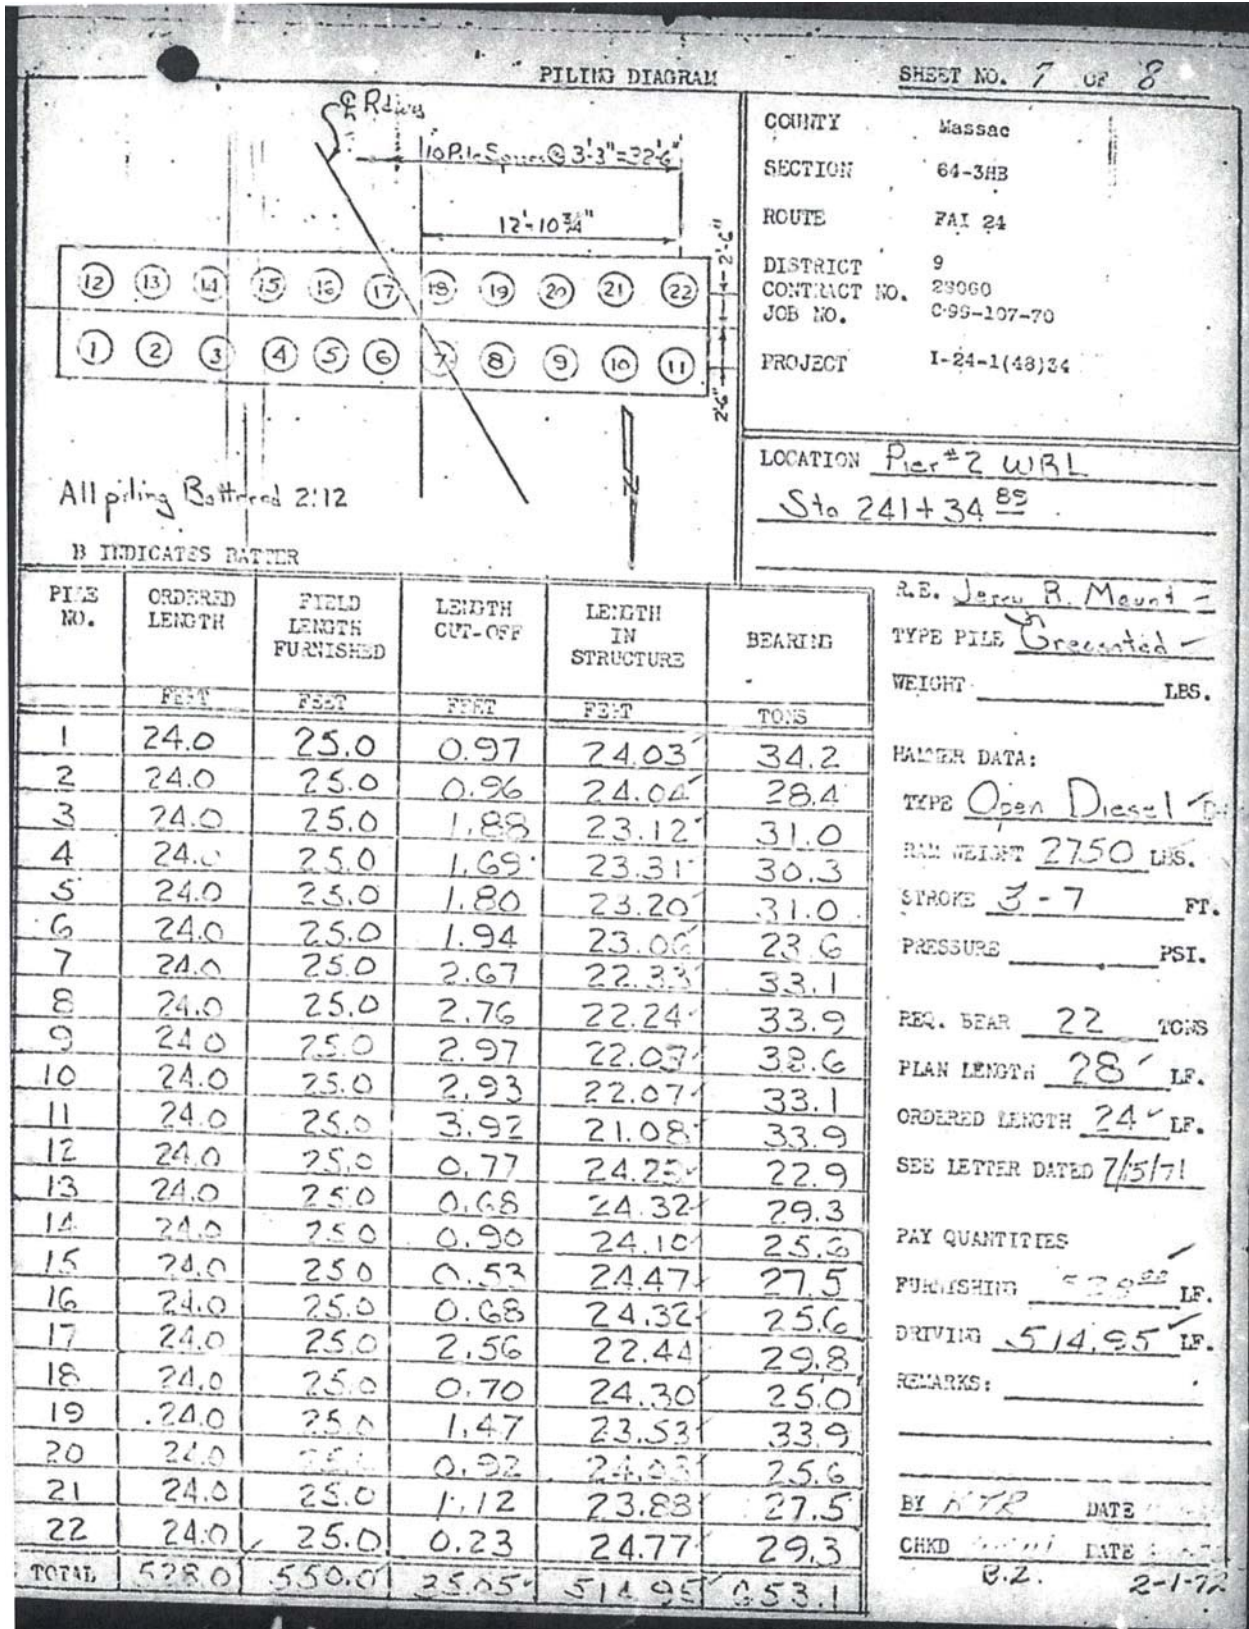 PILING DIAGRAM
SHEET NO. 7 OF 8
℄ Rdwy
10 Pile Spaces @ 3'-3" = 32'-6"
12'-10 3/4"
2'-6"
12 13 14 15 16 17 18 19 20 21 22
1 2 3 4 5 6 7 8 9 10 11
2'6"
N
All piling Battered 2:12
B INDICATES BATTER
COUNTY Massac
SECTION 64-3HB
ROUTE FAI 24
DISTRICT 9
CONTRACT NO. 28060
JOB NO. C-99-107-70
PROJECT I-24-1(48)34
LOCATION Pier #2 WBL
Sta 241+34 85
R.E. Jerry R. Mount
TYPE PILE Creosoted
WEIGHT LBS.
HAMMER DATA:
TYPE Open Diesel
RAM WEIGHT 2750 LBS.
STROKE 3-7 FT.
PRESSURE PSI.
REQ. BEAR 22 TONS
PLAN LENGTH 28' LF.
ORDERED LENGTH 24 LF.
SEE LETTER DATED 7/15/71
PAY QUANTITIES
FURNISHING 528 00 LF.
DRIVING 514.95 LF.
REMARKS:
BY KTR DATE
CHKD DATE
B.Z. 2-1-72
PILE NO. ORDERED LENGTH FIELD LENGTH FURNISHED LENGTH CUT-OFF LENGTH IN STRUCTURE BEARING
FEET FEET FEET FEET TONS
1 24.0 25.0 0.97 24.03 34.2
2 24.0 25.0 0.96 24.04 28.4
3 24.0 25.0 1.88 23.12 31.0
4 24.0 25.0 1.69 23.31 30.3
5 24.0 25.0 1.80 23.20 31.0
6 24.0 25.0 1.94 23.06 23.6
7 24.0 25.0 2.67 22.33 33.1
8 24.0 25.0 2.76 22.24 33.9
9 24.0 25.0 2.97 22.03 38.6
10 24.0 25.0 2.93 22.07 33.1
11 24.0 25.0 3.92 21.08 33.9
12 24.0 25.0 0.77 24.23 22.9
13 24.0 25.0 0.68 24.32 29.3
14 24.0 25.0 0.90 24.10 25.6
15 24.0 25.0 0.53 24.47 27.5
16 24.0 25.0 0.68 24.32 25.6
17 24.0 25.0 2.56 22.44 29.8
18 24.0 25.0 0.70 24.30 25.0
19 .24.0 25.0 1.47 23.53 33.9
20 24.0 25.0 0.92 24.08 25.6
21 24.0 25.0 1.12 23.88 27.5
22 24.0 25.0 0.23 24.77 29.3
TOTAL 528.0 550.0 35.05 514.95 653.1